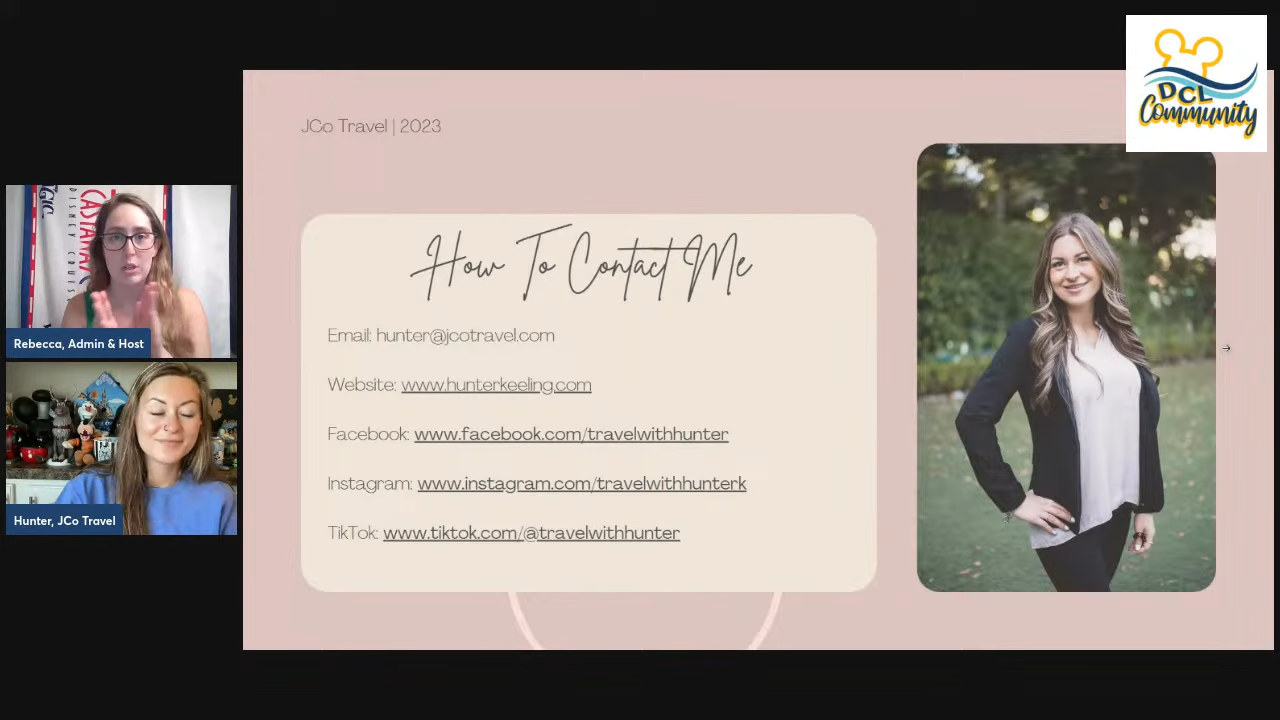 JCo Travel | 2023
DCL
Community
How To Contact Me
Email: hunter@jcotravel.com
Website: www.hunterkeeling.com
Facebook: www.facebook.com/travelwithhunter
Instagram: www.instagram.com/travelwithhunterk
TikTok: www.tiktok.com/@travelwithhunter
DISNEY CRUIS
Rebecca, Admin & Host
Hunter, JCo Travel